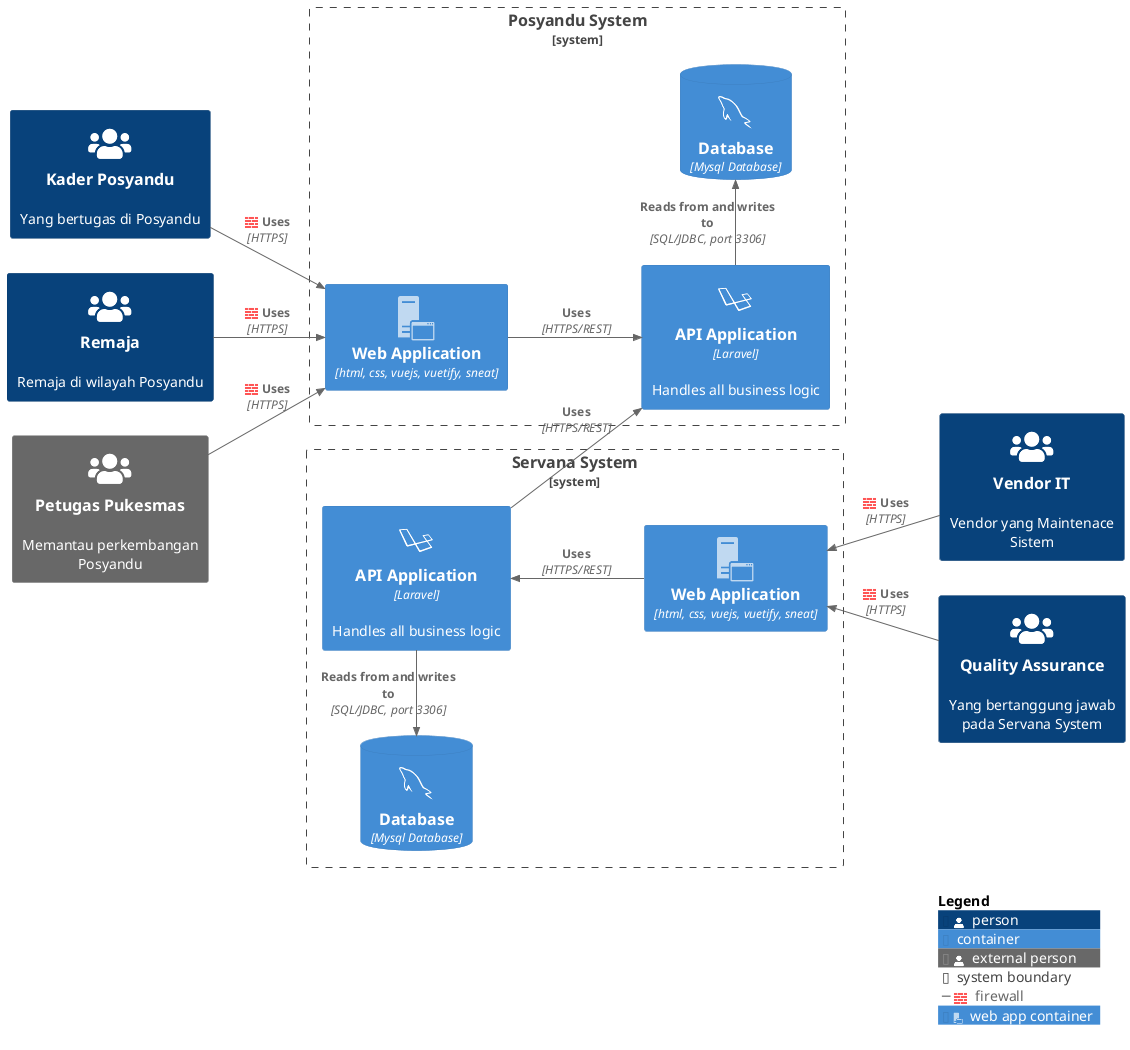 Posyandu System
[system]
Database
[Mysql Database]
Kader Posyandu
Yang bertugas di Posyandu
Uses
[HTTPS]
Reads from and writes
to
[SQL/JDBC, port 3306]
Remaja
Remaja di wilayah Posyandu
Uses
[HTTPS]
Web Application
[html, css, vuejs, vuetify, sneat]
Uses
[HTTPS/REST]
API Application
[Laravel]
Handles all business logic
Uses
[HTTPS]
Petugas Pukesmas
Memantau perkembangan
Posyandu
Uses
[HTTPS/REST]
Servana System
[system]
API Application
[Laravel]
Handles all business logic
Uses
[HTTPS/REST]
Web Application
[html, css, vuejs, vuetify, sneat]
Uses
[HTTPS]
Vendor IT
Vendor yang Maintenace
Sistem
Uses
[HTTPS]
Quality Assurance
Yang bertanggung jawab
pada Servana System
Reads from and writes
to
[SQL/JDBC, port 3306]
Database
[Mysql Database]
Legend
person
container
external person
system boundary
firewall
web app container